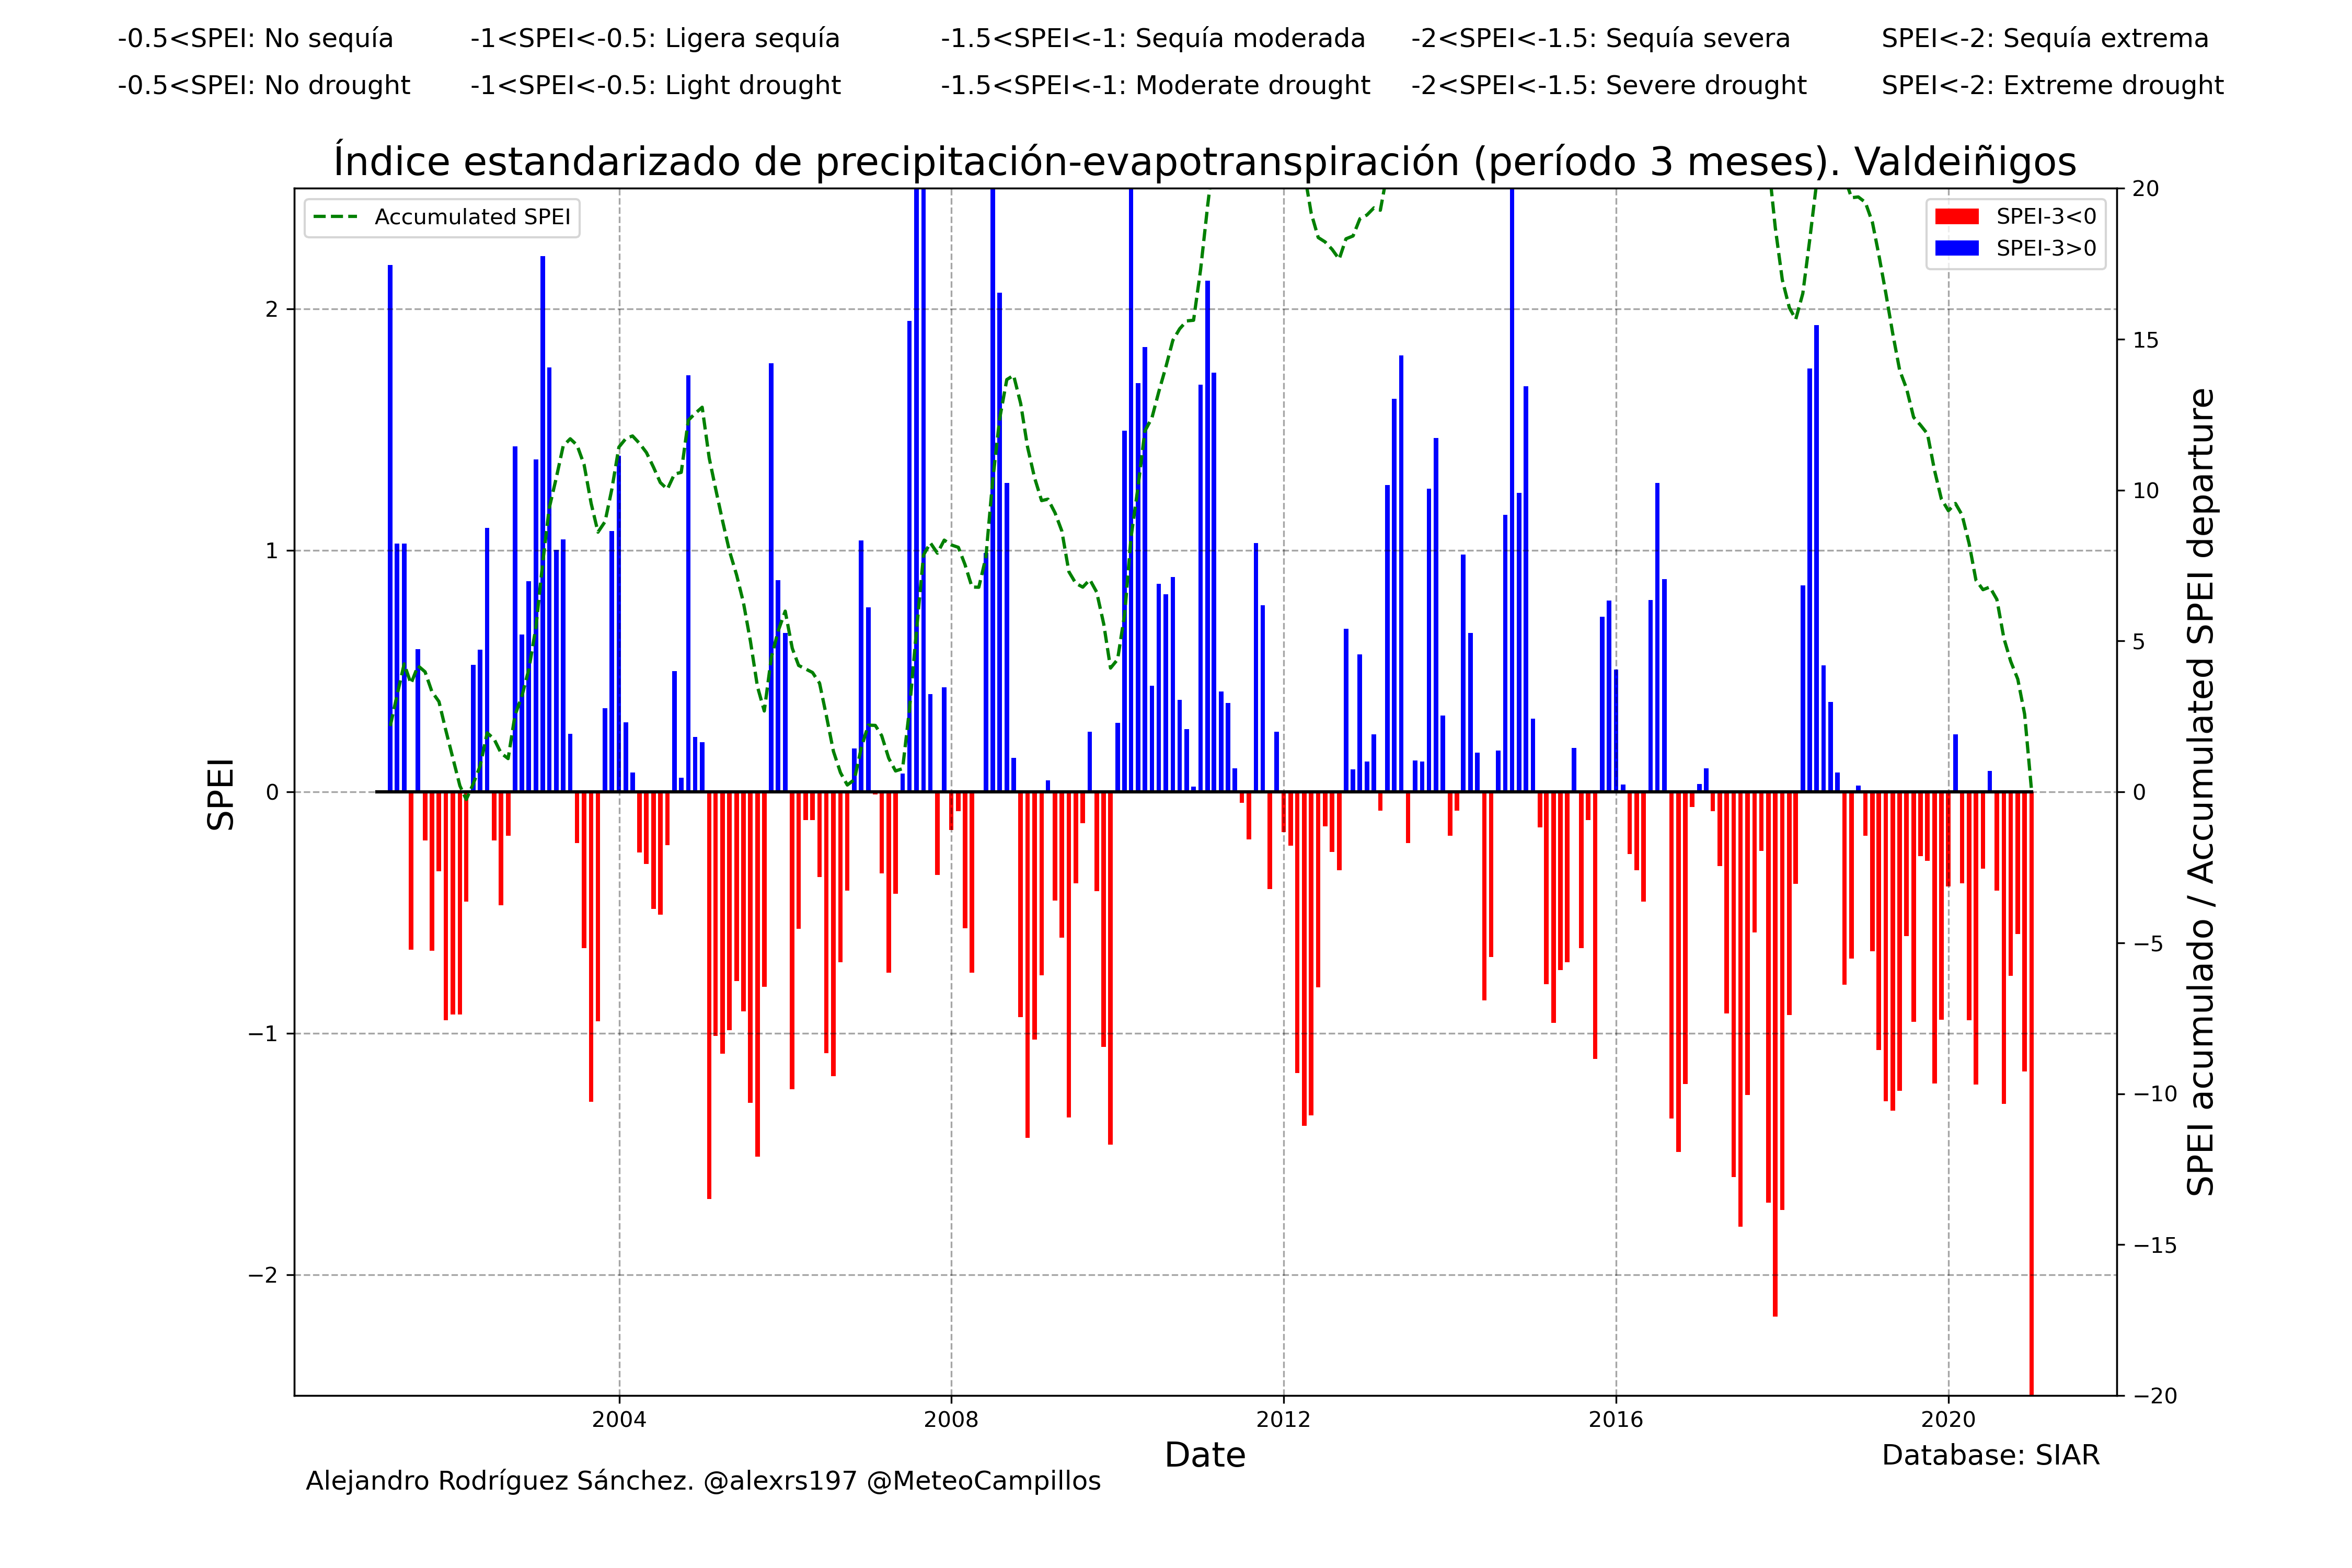 -0.5<SPEI: No sequía -1<SPEI<-0.5: Ligera sequía -1.5<SPEI<-1: Sequía moderada -2<SPEI<-1.5: Sequía severa SPEI<-2: Sequía extrema
-0.5<SPEI: No drought -1<SPEI<-0.5: Light drought -1.5<SPEI<-1: Moderate drought -2<SPEI<-1.5: Severe drought SPEI<-2: Extreme drought
Índice estandarizado de precipitación-evapotranspiración (período 3 meses). Valdeiñigos
Accumulated SPEI
SPEI-3<0
SPEI-3>0
SPEI
2
1
0
−1
−2
20
15
10
5
0
−5
−10
−15
−20
SPEI acumulado / Accumulated SPEI departure
2004 2008 2012 2016 2020
Date
Database: SIAR
Alejandro Rodríguez Sánchez. @alexrs197 @MeteoCampillos